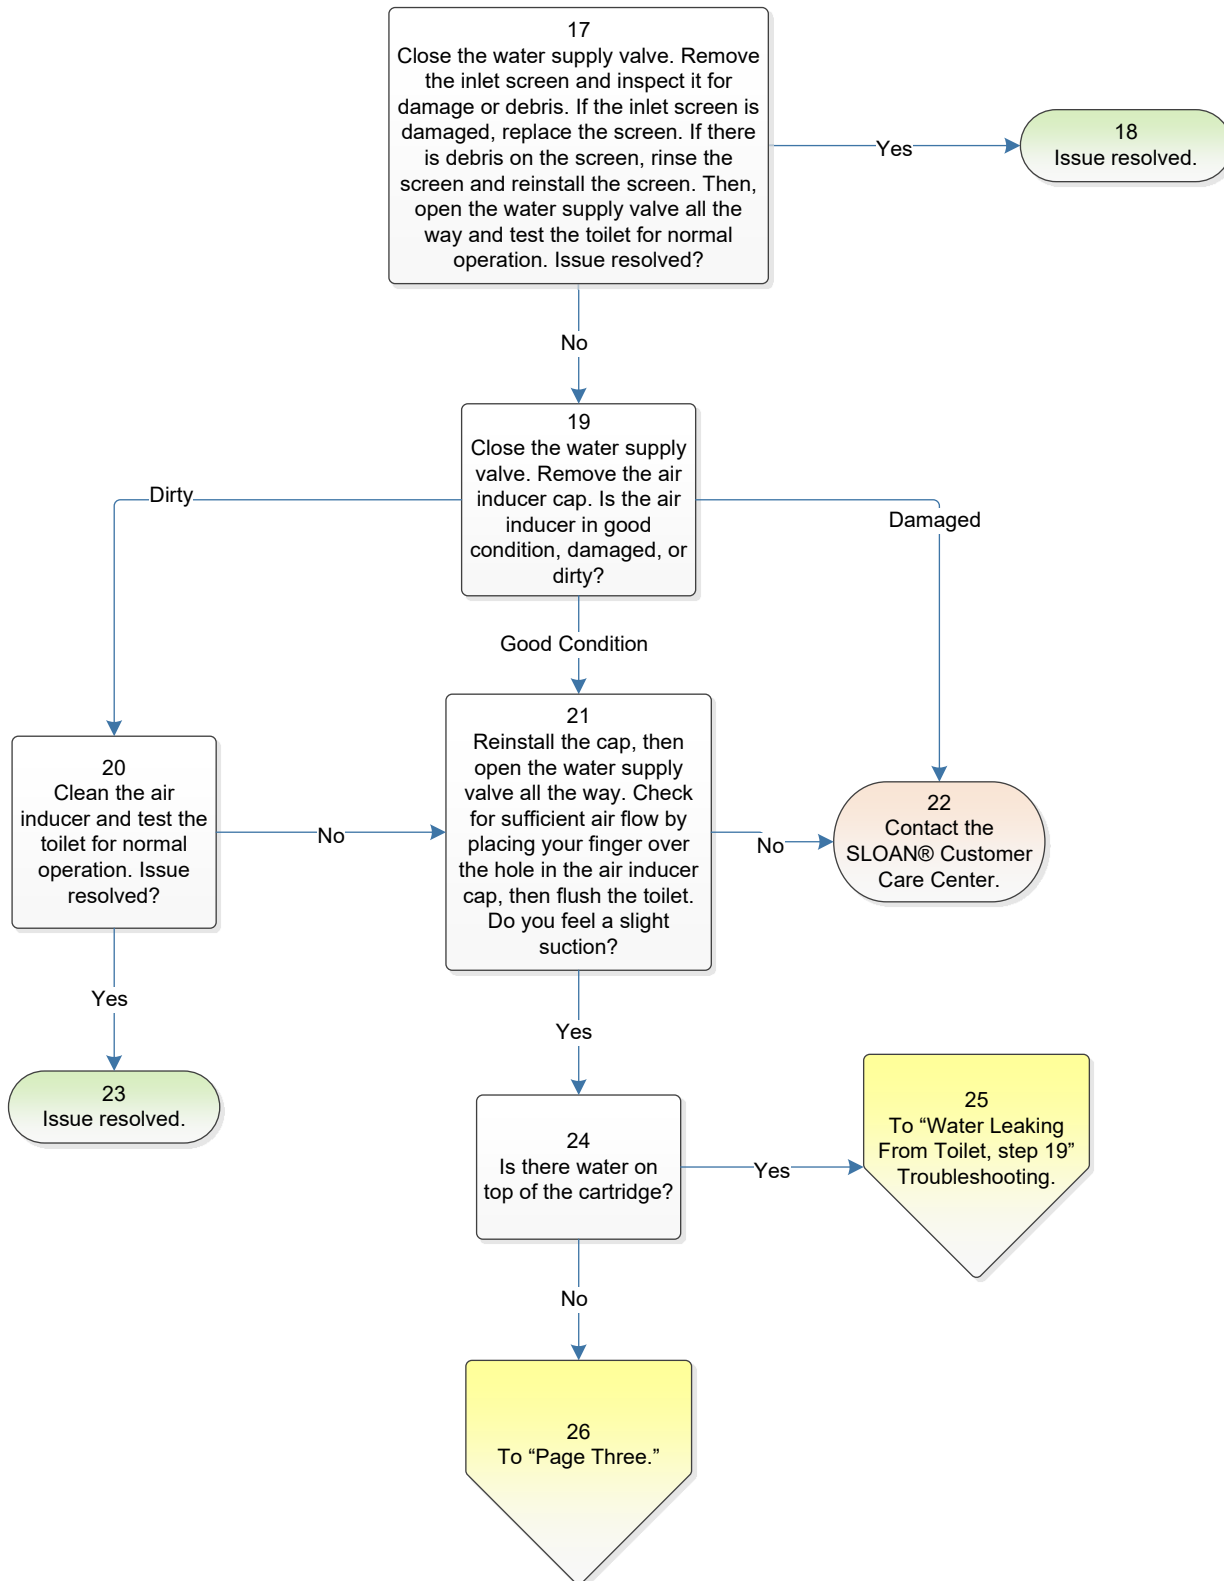 17
Close the water supply valve. Remove
the inlet screen and inspect it for
damage or debris. If the inlet screen is
damaged, replace the screen. If there
is debris on the screen, rinse the
screen and reinstall the screen. Then,
open the water supply valve all the
way and test the toilet for normal
operation. Issue resolved?
Yes
18
Issue resolved.
No
19
Close the water supply
valve. Remove the air
inducer cap. Is the air
inducer in good
condition, damaged, or
dirty?
Dirty
Damaged
Good Condition
20
Clean the air
inducer and test the
toilet for normal
operation. Issue
resolved?
No
21
Reinstall the cap, then
open the water supply
valve all the way. Check
for sufficient air flow by
placing your finger over
the hole in the air inducer
cap, then flush the toilet.
Do you feel a slight
suction?
No
22
Contact the
SLOAN® Customer
Care Center.
Yes
23
Issue resolved.
Yes
24
Is there water on
top of the cartridge?
Yes
25
To “Water Leaking
From Toilet, step 19”
Troubleshooting.
No
26
To “Page Three.”